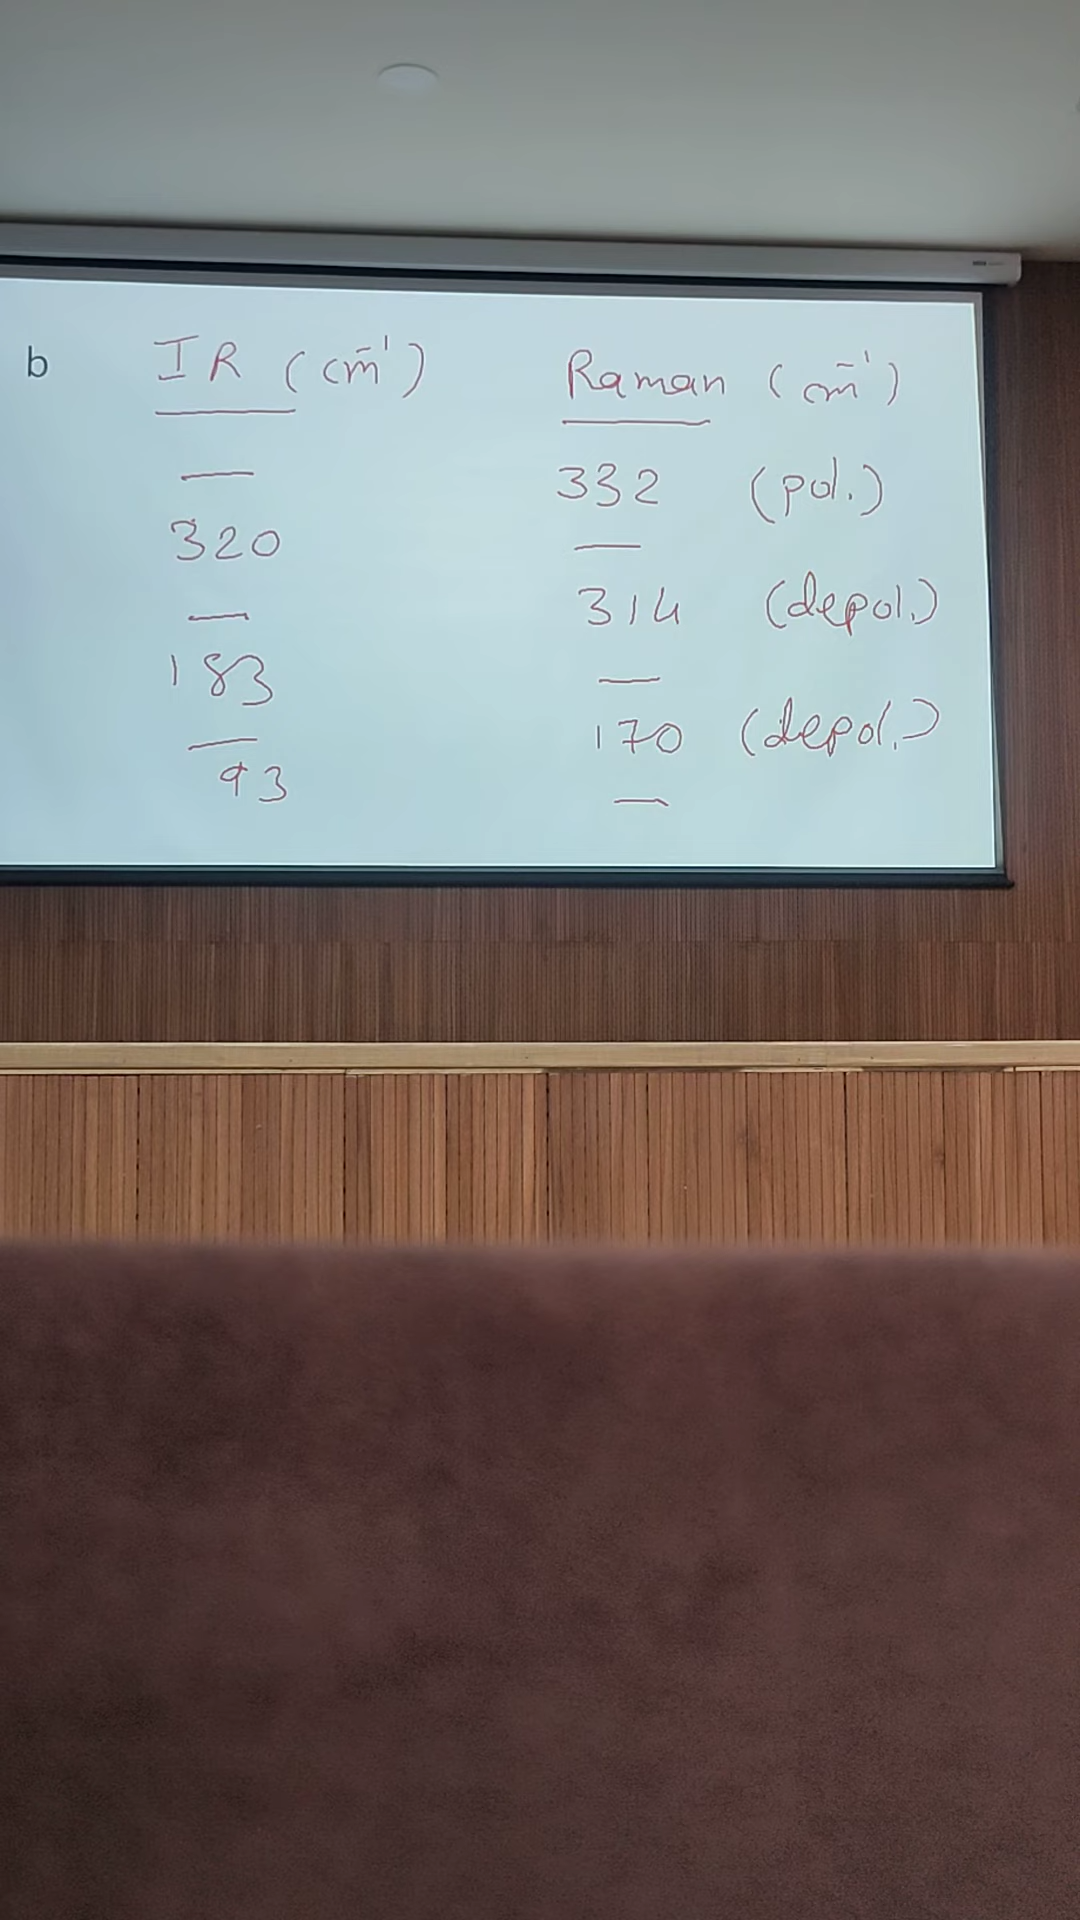 b IR (cm⁻¹) Raman (cm⁻¹)
— 332 (pol.)
320 —
— 314 (depol.)
183 —
— 170 (depol.)
93 —